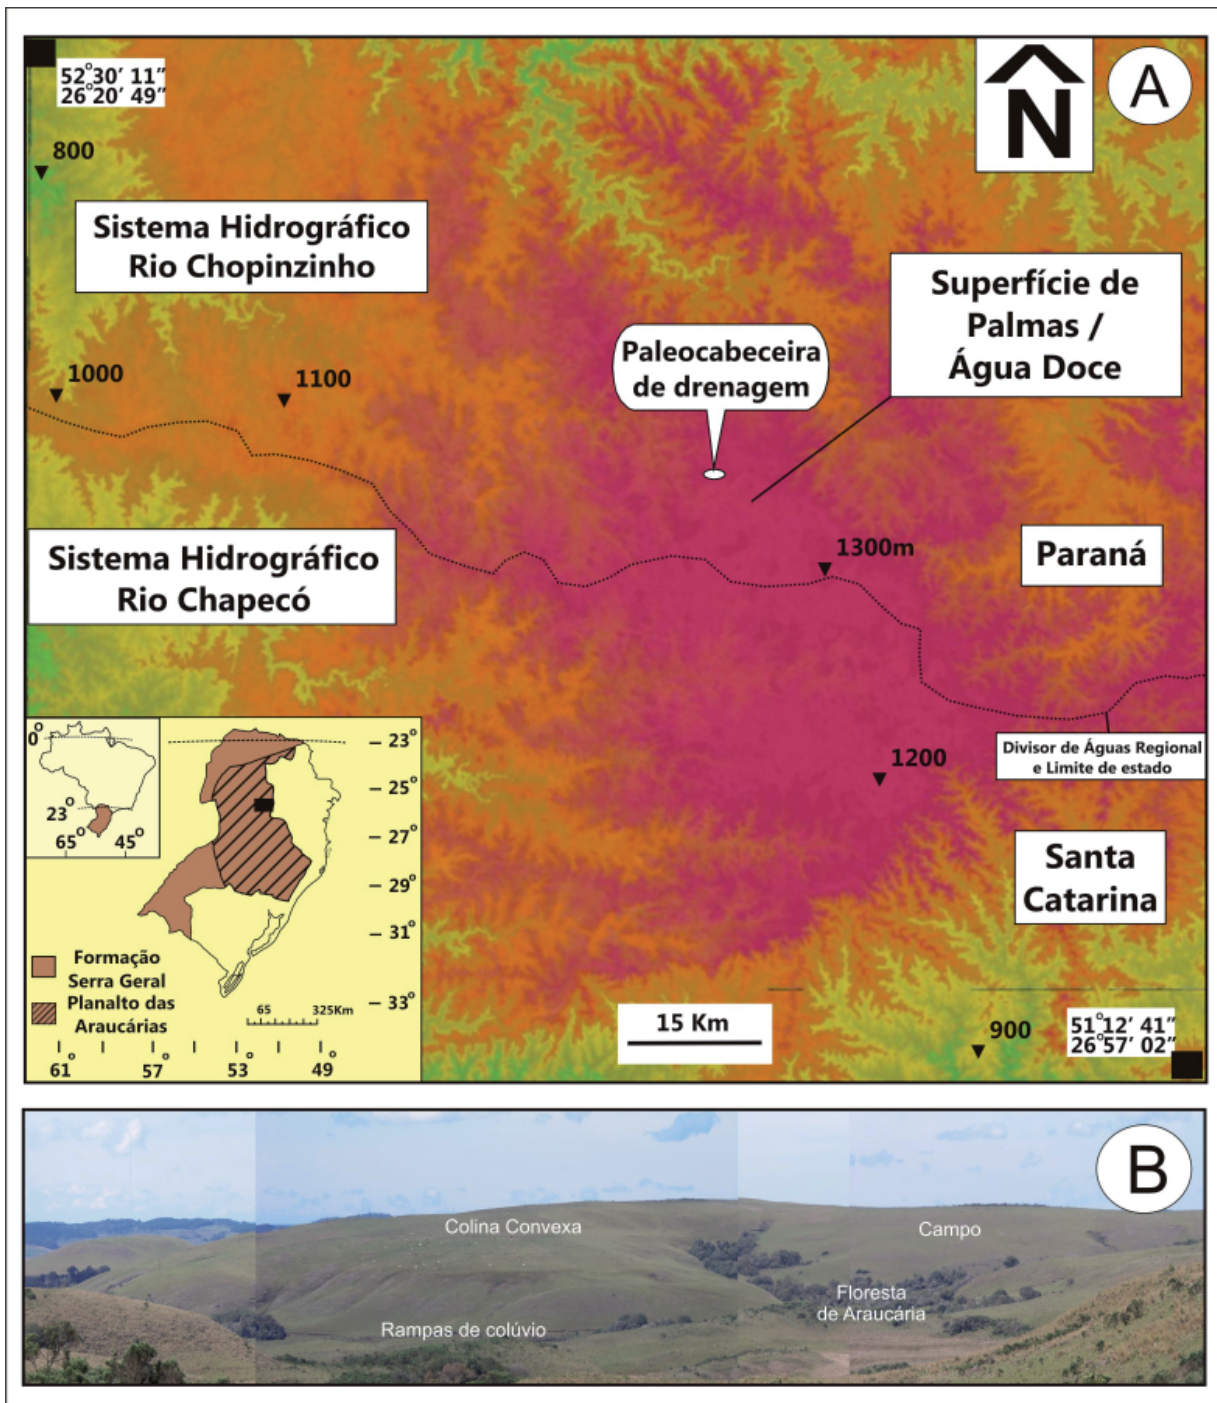 A
52°30′ 11″
26°20′ 49″
N
800
Sistema Hidrográfico
Rio Chopinzinho
Superfície de
Palmas /
Água Doce
Paleocabeceira
de drenagem
1000
1100
1300m
Paraná
Sistema Hidrográfico
Rio Chapecó
Divisor de Águas Regional
e Limite de estado
1200
Santa
Catarina
0°
23°
65°
45°
– 23°
– 25°
– 27°
– 29°
– 31°
– 33°
Formação
Serra Geral
Planalto das
Araucárias
65 325Km
61° 57° 53° 49°
15 Km
900
51°12′ 41″
26°57′ 02″
B
Colina Convexa
Campo
Floresta
de Araucária
Rampas de colúvio